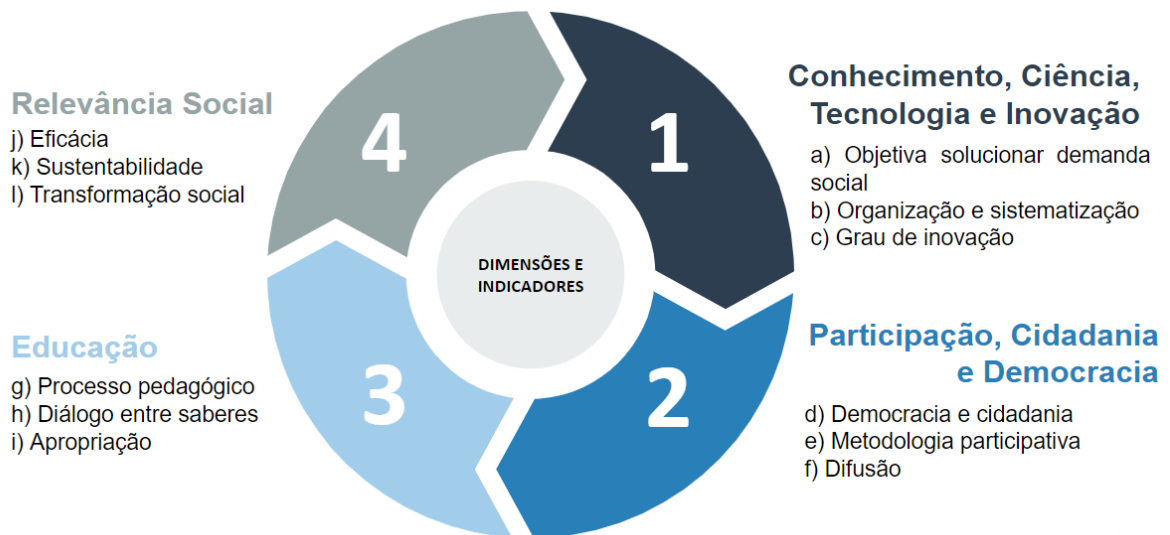 DIMENSÕES E
INDICADORES
1
Conhecimento, Ciência,
Tecnologia e Inovação
a) Objetiva solucionar demanda
social
b) Organização e sistematização
c) Grau de inovação
2
Participação, Cidadania
e Democracia
d) Democracia e cidadania
e) Metodologia participativa
f) Difusão
3
Educação
g) Processo pedagógico
h) Diálogo entre saberes
i) Apropriação
4
Relevância Social
j) Eficácia
k) Sustentabilidade
l) Transformação social